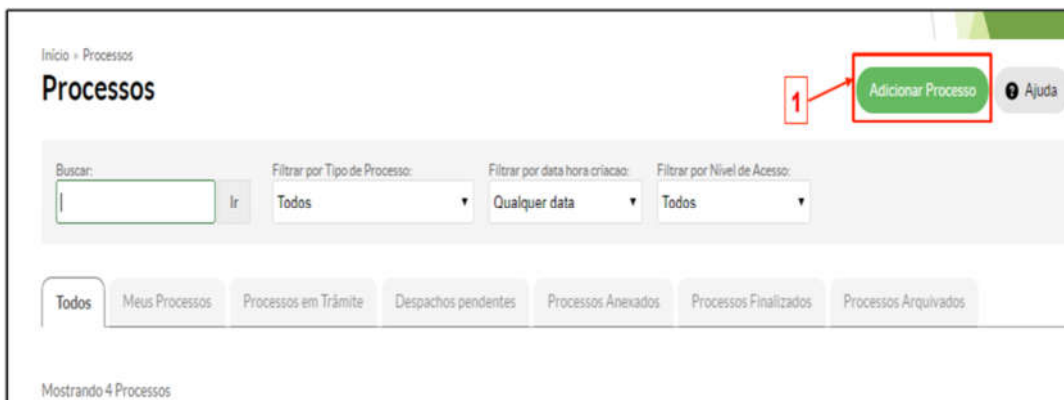 Início » Processos
Processos
1
Adicionar Processo
? Ajuda
Buscar:
Filtrar por Tipo de Processo:
Filtrar por data hora criacao:
Filtrar por Nível de Acesso:
Ir
Todos
Qualquer data
Todos
Todos
Meus Processos
Processos em Trâmite
Despachos pendentes
Processos Anexados
Processos Finalizados
Processos Arquivados
Mostrando 4 Processos